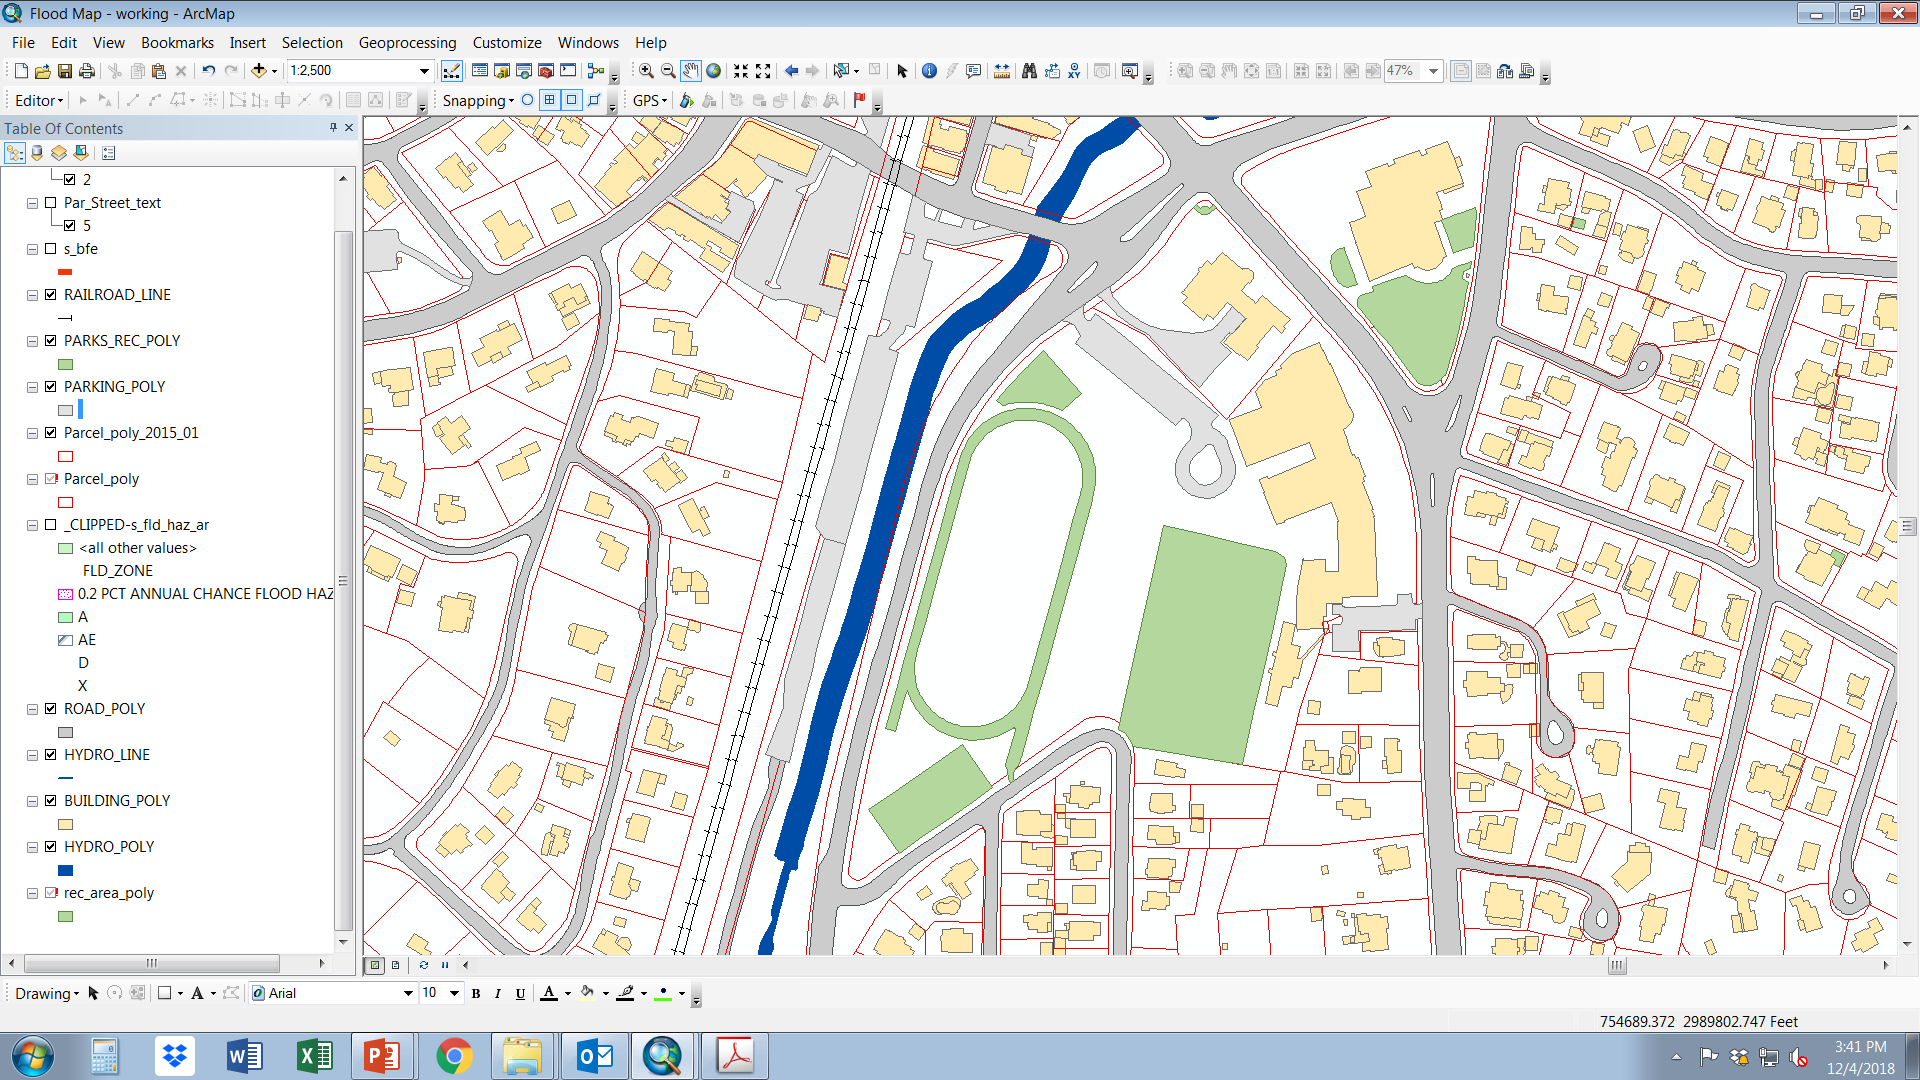 Flood Map - working - ArcMap
File Edit View Bookmarks Insert Selection Geoprocessing Customize Windows Help
1:2,500
47%
Editor
Snapping
GPS
Table Of Contents
2
Par_Street_text
5
s_bfe
RAILROAD_LINE
PARKS_REC_POLY
PARKING_POLY
Parcel_poly_2015_01
Parcel_poly
_CLIPPED-s_fld_haz_ar
<all other values>
FLD_ZONE
0.2 PCT ANNUAL CHANCE FLOOD HAZ
A
AE
D
X
ROAD_POLY
HYDRO_LINE
BUILDING_POLY
HYDRO_POLY
rec_area_poly
Drawing
A
Arial
10
B I U A
754689.372 2989802.747 Feet
3:41 PM
12/4/2018